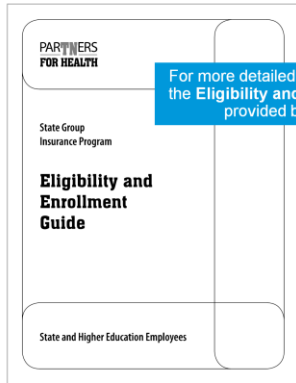 PARTNERS
FOR HEALTH
For more detailed
the Eligibility and
provided b
State Group
Insurance Program
Eligibility and
Enrollment
Guide
State and Higher Education Employees